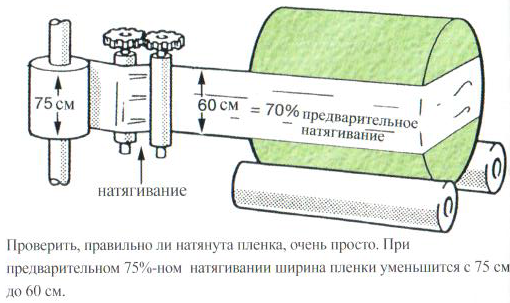 75 см
60 см
= 70% предварительное
натягивание
натягивание
Проверить, правильно ли натянута пленка, очень просто. При
предварительном 75%-ном натягивании ширина пленки уменьшится с 75 см
до 60 см.